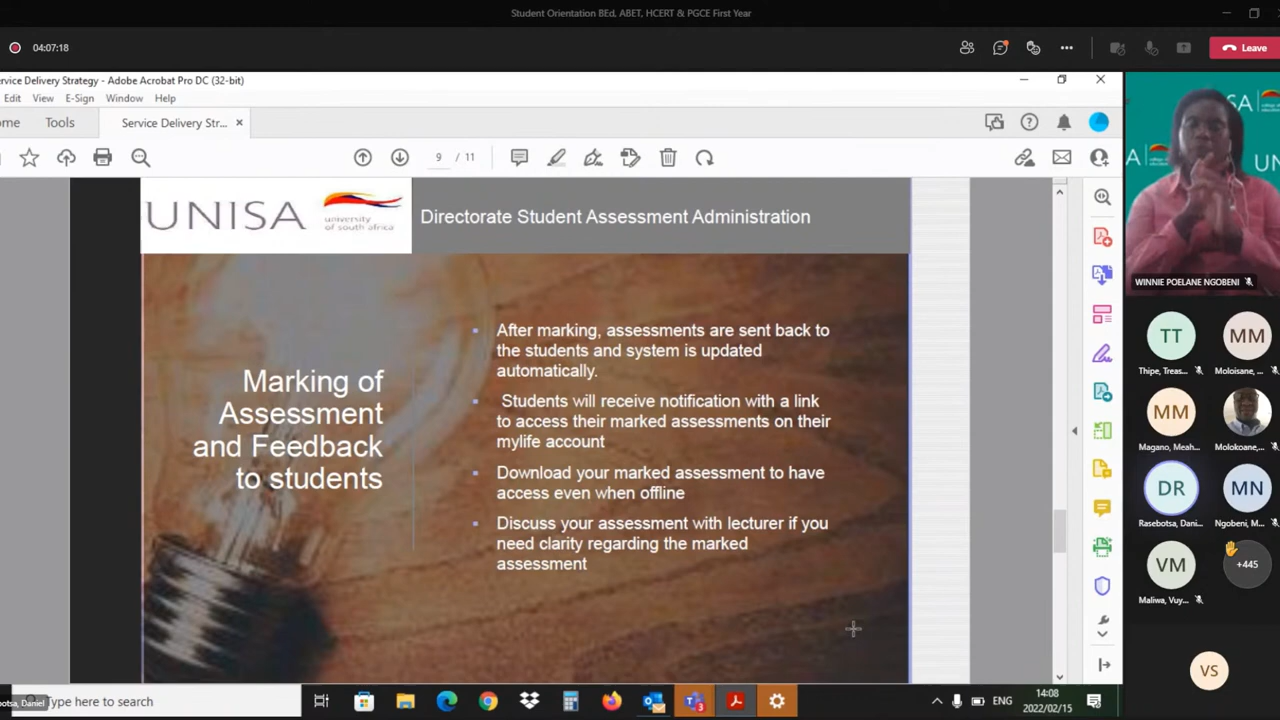 Student Orientation BEd, ABET, HCERT & PGCE First Year
04:07:18
Leave
ervice Delivery Strategy - Adobe Acrobat Pro DC (32-bit)
Edit View E-Sign Window Help
ome Tools Service Delivery Str... ×
9 / 11
UNISA university
of south africa
Directorate Student Assessment Administration
Marking of
Assessment
and Feedback
to students
After marking, assessments are sent back to
the students and system is updated
automatically.
Students will receive notification with a link
to access their marked assessments on their
mylife account
Download your marked assessment to have
access even when offline
Discuss your assessment with lecturer if you
need clarity regarding the marked
assessment
SA
UN
WINNIE POELANE NGOBENI
TT MM
Thipe, Treas... Moloisane, ...
MM
Magano, Meah... Molokoane, ...
DR MN
Rasebotsa, Dani... Ngobeni, M...
VM +445
Maliwa, Vuy...
VS
ebotsa, Daniel
Type here to search
ENG
14:08
2022/02/15